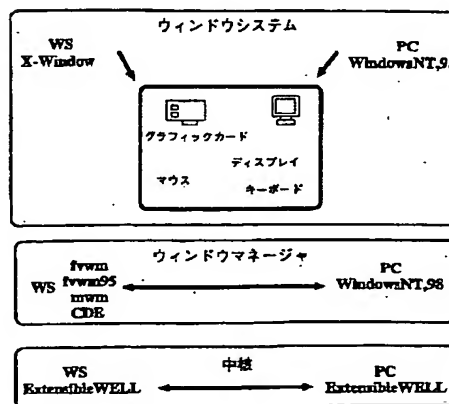 ウィンドウシステム
WS
X-Window
PC
WindowsNT,9
グラフィックカード
ディスプレイ
マウス
キーボード
ウィンドウマネージャ
WS
fvwm
fvwm95
mwm
CDE
PC
WindowsNT,98
中核
WS
ExtensibleWELL
PC
ExtensibleWELL